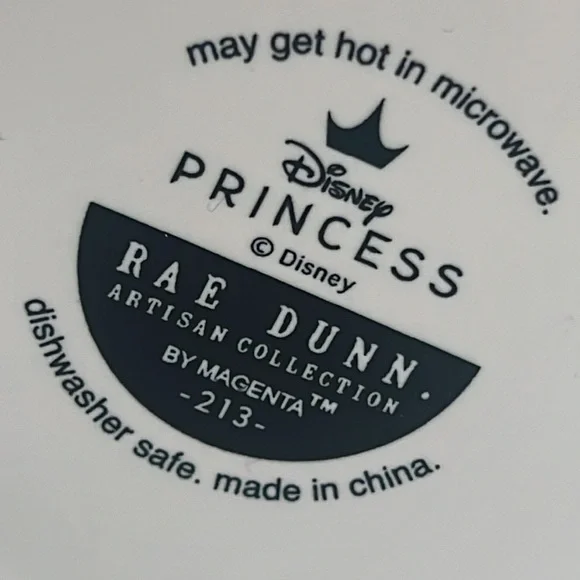 may get hot in microwave.
Disney
PRINCESS
© Disney
RAE DUNN.
ARTISAN COLLECTION
BY MAGENTA™
-213-
dishwasher safe. made in china.